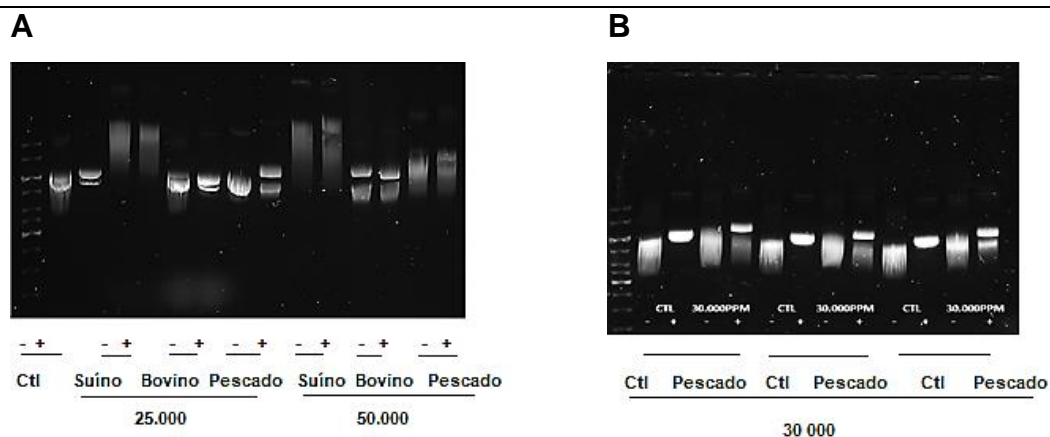 A
B
CTL 30.000PPM CTL 30.000PPM CTL 30.000PPM
- + - + - + - + - + - +
- + - + - + - + - + - + - +
Ctl Suíno Bovino Pescado Suíno Bovino Pescado
25.000 50.000
Ctl Pescado Ctl Pescado Ctl Pescado
30 000